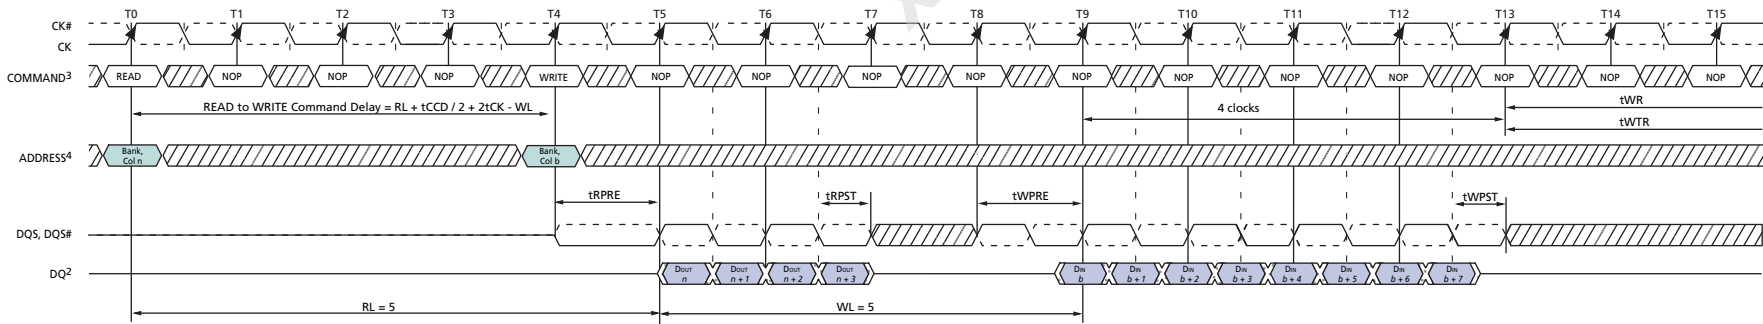 T0 T1 T2 T3 T4 T5 T6 T7 T8 T9 T10 T11 T12 T13 T14 T15
CK#
CK
COMMAND3 READ NOP NOP NOP WRITE NOP NOP NOP NOP NOP NOP NOP NOP NOP NOP NOP
READ to WRITE Command Delay = RL + tCCD / 2 + 2tCK - WL 4 clocks tWR
tWTR
ADDRESS4 Bank, Col n Bank, Col b
tRPRE tRPST tWPRE tWPST
DQS, DQS#
DQ2 DOUT n DOUT n + 1 DOUT n + 2 DOUT n + 3 DIN b DIN b + 1 DIN b + 2 DIN b + 3 DIN b + 4 DIN b + 5 DIN b + 6 DIN b + 7
RL = 5 WL = 5